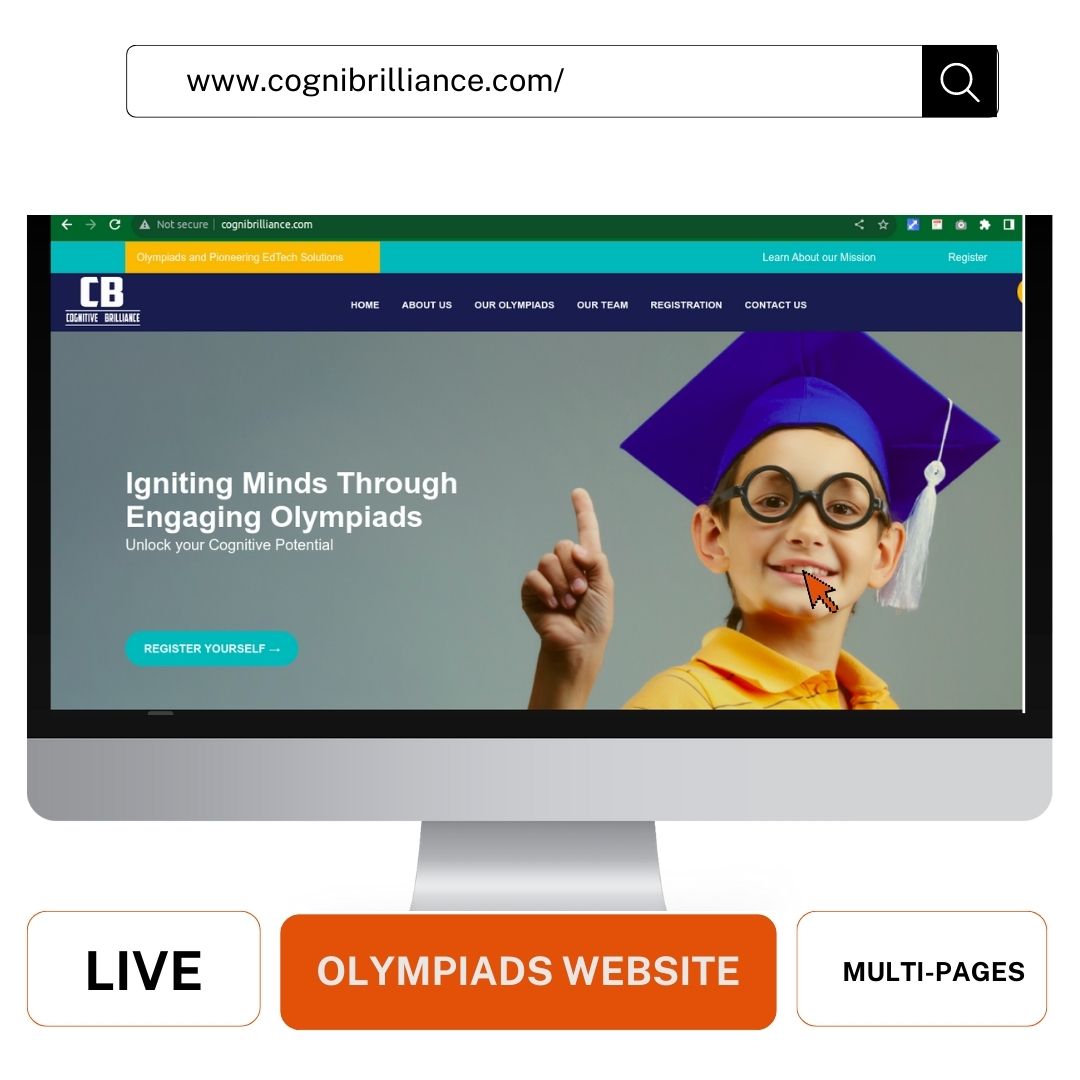 www.cognibrilliance.com/
Not secure | cognibrilliance.com
Olympiads and Pioneering EdTech Solutions
Learn About our Mission
Register
CB
COGNITIVE BRILLIANCE
HOME
ABOUT US
OUR OLYMPIADS
OUR TEAM
REGISTRATION
CONTACT US
Igniting Minds Through
Engaging Olympiads
Unlock your Cognitive Potential
REGISTER YOURSELF →
LIVE
OLYMPIADS WEBSITE
MULTI-PAGES